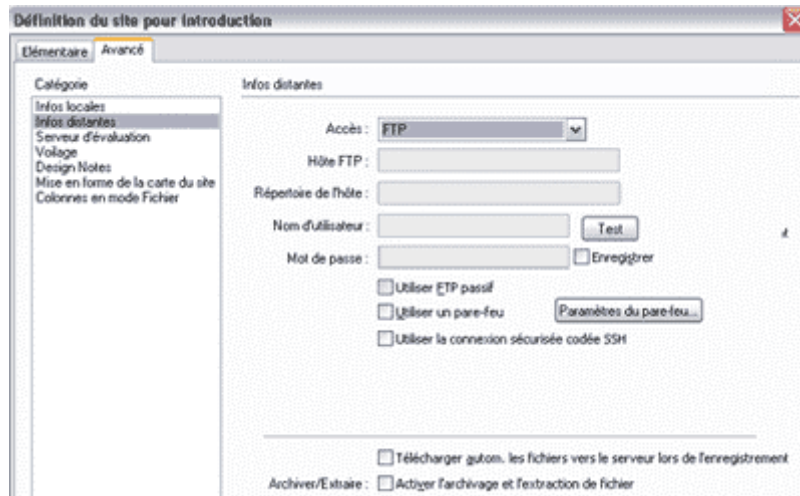 Définition du site pour introduction
Elémentaire
Avancé
Catégorie
Infos locales
Infos distantes
Serveur d'évaluation
Voilage
Design Notes
Mise en forme de la carte du site
Colonnes en mode Fichier
Infos distantes
Accès : FTP
Hôte FTP :
Répertoire de l'hôte :
Nom d'utilisateur : Test
Mot de passe : Enregistrer
Utiliser FTP passif
Utiliser un pare-feu Paramètres du pare-feu...
Utiliser la connexion sécurisée codée SSH
Télécharger autom. les fichiers vers le serveur lors de l'enregistrement
Archiver/Extraire : Activer l'archivage et l'extraction de fichier